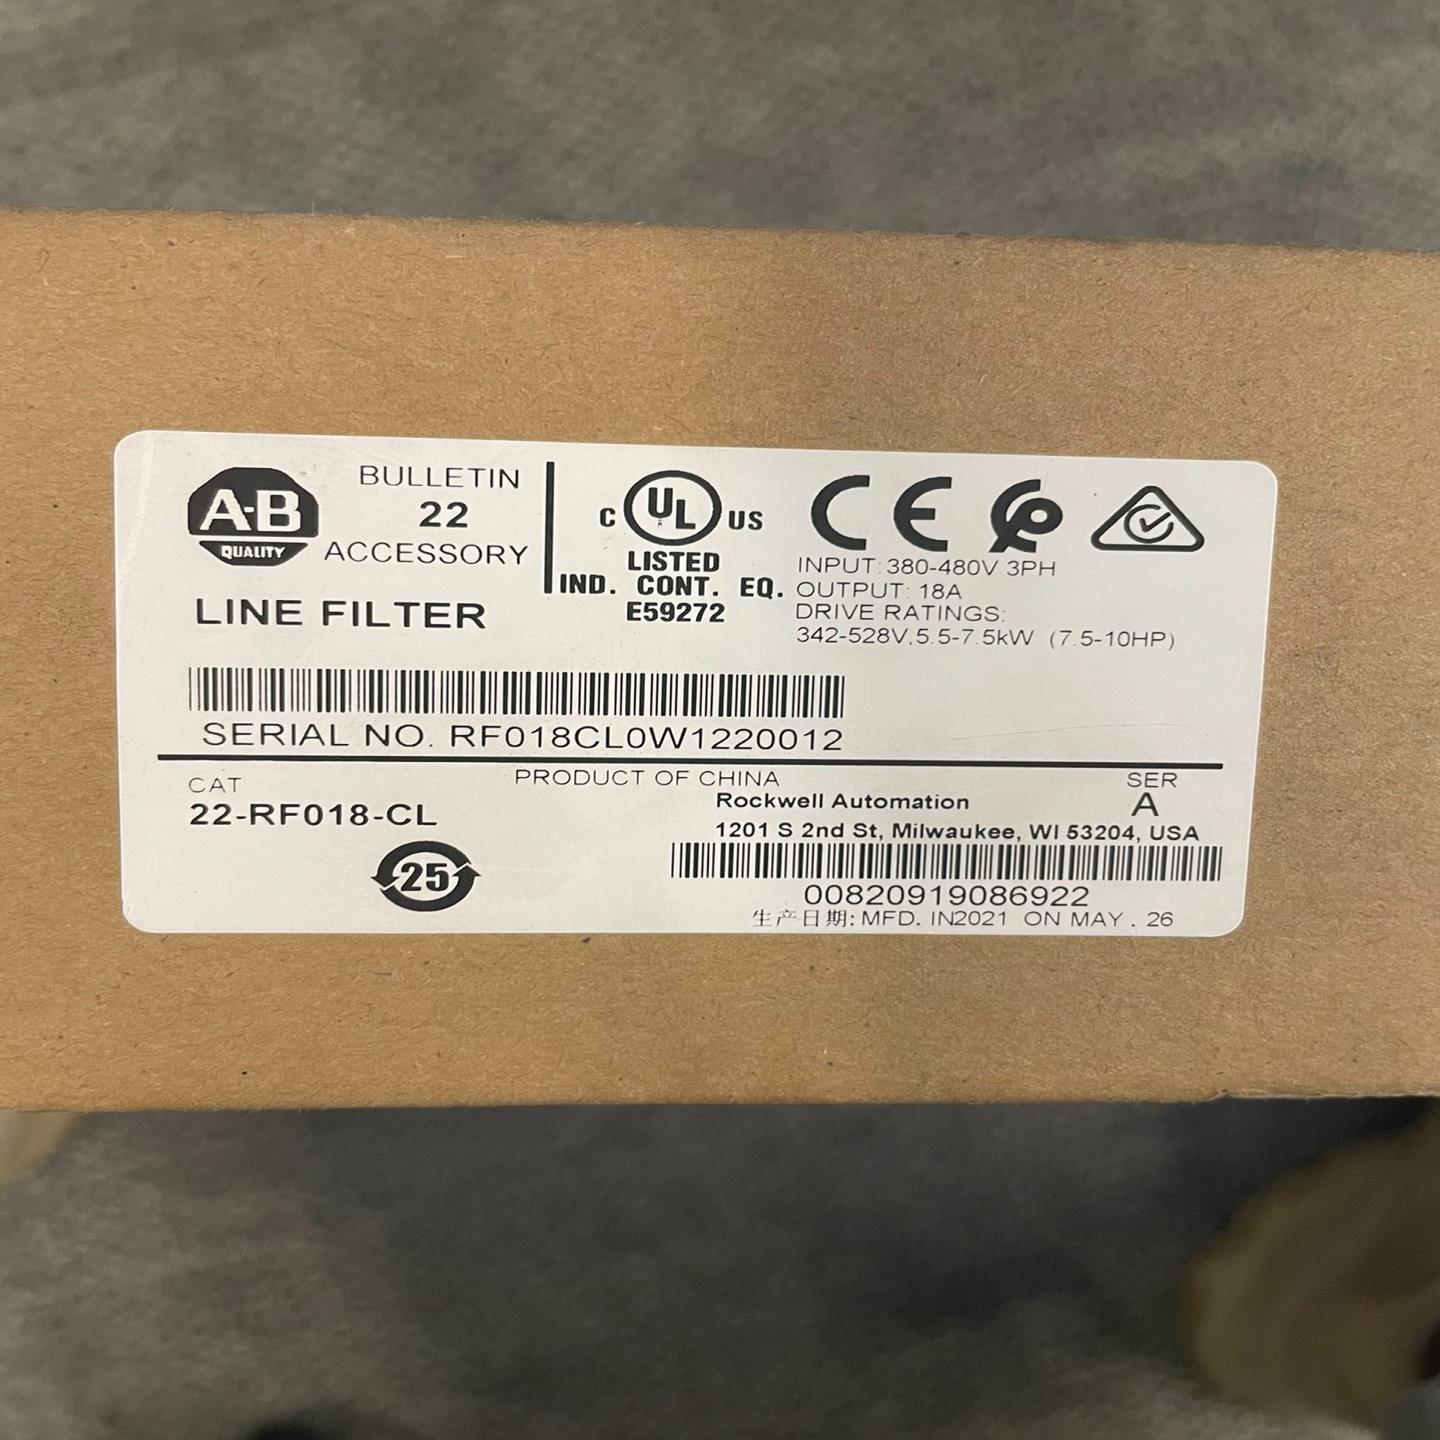 A-B
QUALITY
BULLETIN
22
ACCESSORY
LINE FILTER
C UL US
LISTED
IND. CONT. EQ.
E59272
CE
INPUT: 380-480V 3PH
OUTPUT: 18A
DRIVE RATINGS:
342-528V, 5.5-7.5kW (7.5-10HP)
SERIAL NO. RF018CL0W1220012
CAT
22-RF018-CL
25
PRODUCT OF CHINA
Rockwell Automation
1201 S 2nd St, Milwaukee, WI 53204, USA
SER
A
00820919086922
生产日期: MFD. IN2021 ON MAY . 26